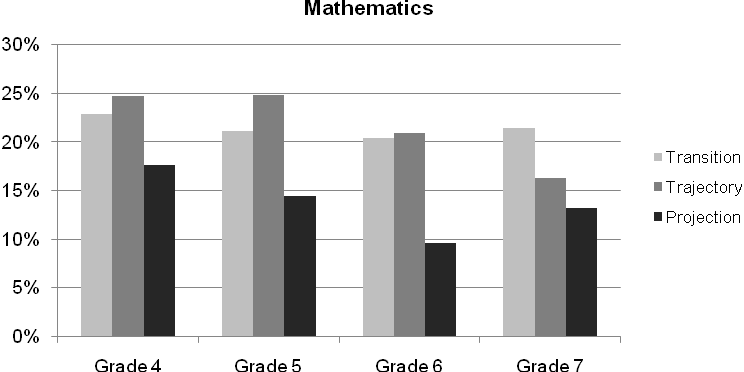 Mathematics
30%
25%
20%
15%
10%
5%
0%
Grade 4
Grade 5
Grade 6
Grade 7
Transition
Trajectory
Projection